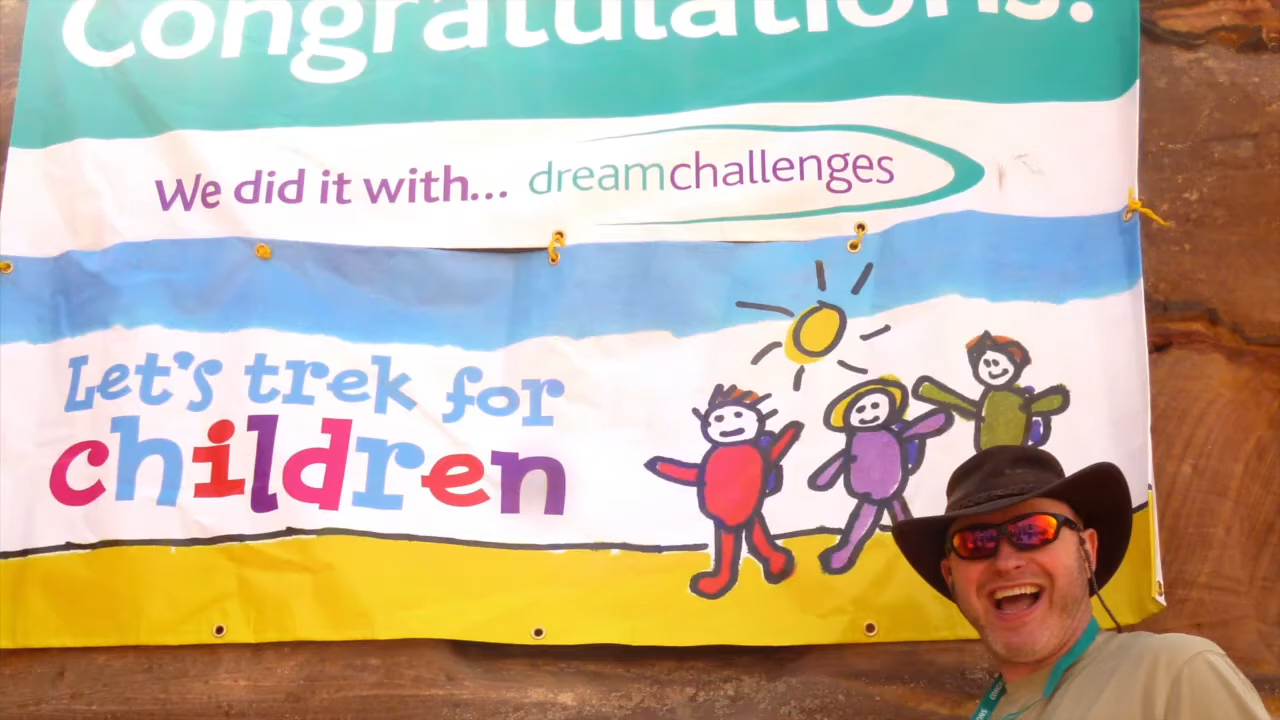 Congratulations!
We did it with... dreamchallenges
Let's trek for
children